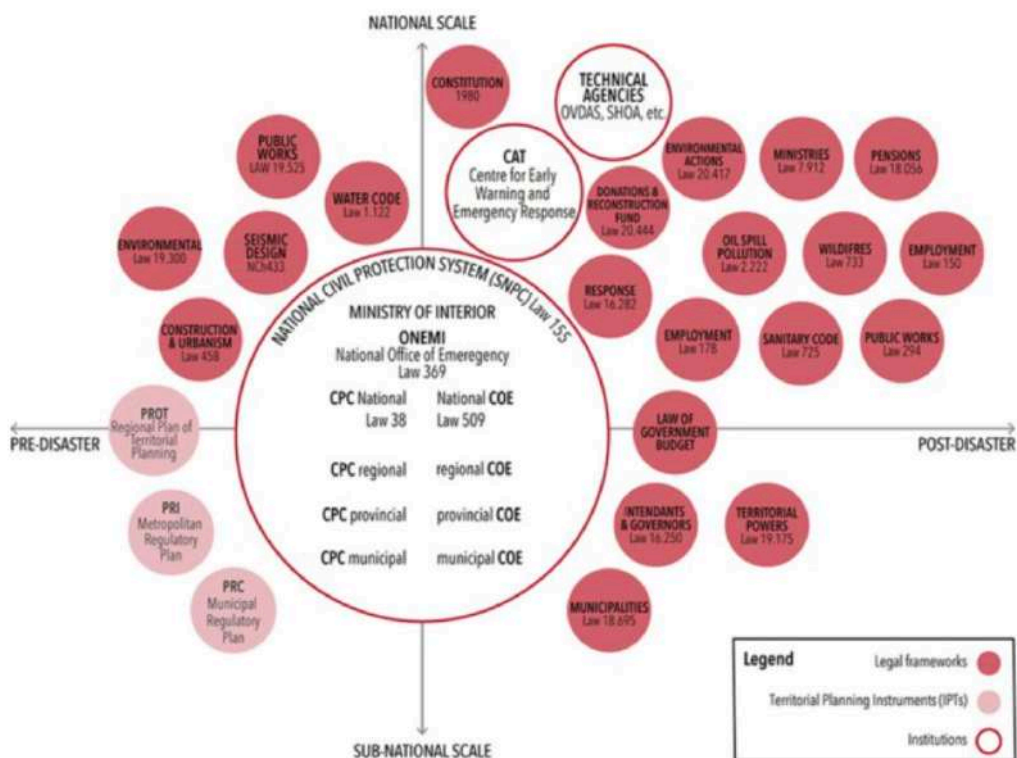 NATIONAL SCALE
CONSTITUTION
1980
TECHNICAL
AGENCIES
OVDAS, SHOA, etc.
PUBLIC
WORKS
LAW 19.525
CAT
Centre for Early
Warning and
Emergency Response
ENVIRONMENTAL
ACTIONS
Law 20.417
MINISTRIES
Law 7.912
PENSIONS
Law 18.056
WATER CODE
Law 1.122
DONATIONS &
RECONSTRUCTION
FUND
Law 20.444
ENVIRONMENTAL
Law 19.300
SEISMIC
DESIGN
NCh433
OIL SPILL
POLLUTION
Law 2.222
WILDIFRES
Law 733
EMPLOYMENT
Law 150
NATIONAL CIVIL PROTECTION SYSTEM (SNPC) Law 155
RESPONSE
Law 16.282
CONSTRUCTION
& URBANISM
Law 458
EMPLOYMENT
Law 178
SANITARY CODE
Law 725
PUBLIC WORKS
Law 294
MINISTRY OF INTERIOR
ONEMI
National Office of Emeregency
Law 369
CPC National
Law 38
National COE
Law 509
CPC regional
regional COE
CPC provincial
provincial COE
CPC municipal
municipal COE
PROT
Regional Plan of
Territorial
Planning
PRE-DISASTER
LAW OF
GOVERNMENT
BUDGET
POST-DISASTER
PRI
Metropolitan
Regulatory
Plan
INTENDANTS
& GOVERNORS
Law 16.250
TERRITORIAL
POWERS
Law 19.175
PRC
Municipal
Regulatory
Plan
MUNICIPALITIES
Law 18.695
Legend
Legal frameworks
Territorial Planning Instruments (IPTs)
Institutions
SUB-NATIONAL SCALE